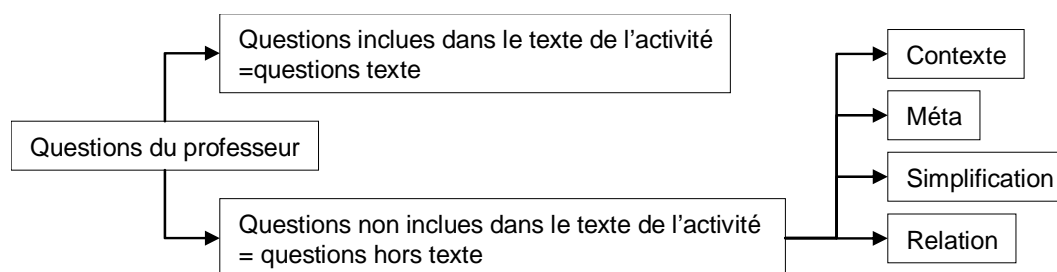 Questions inclues dans le texte de l’activité
=questions texte
Questions du professeur
Questions non inclues dans le texte de l’activité
= questions hors texte
Contexte
Méta
Simplification
Relation